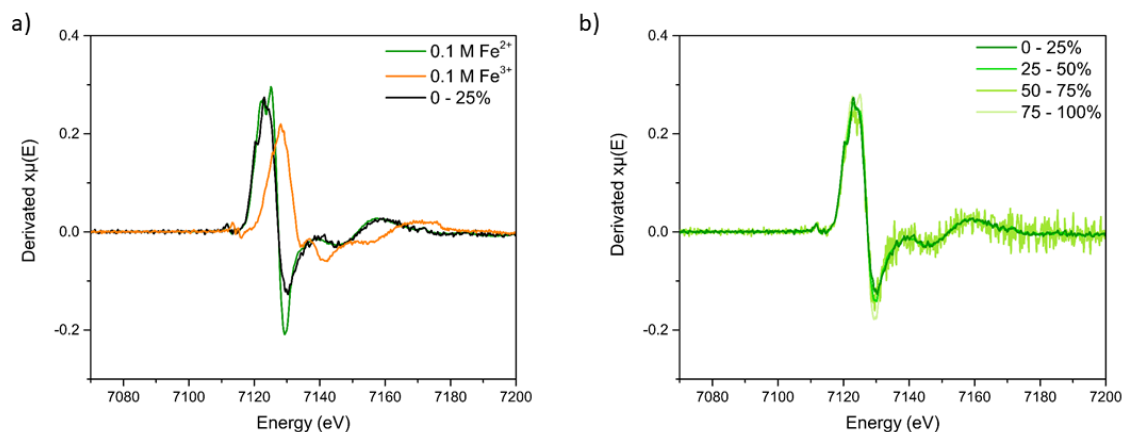 a)
0.4
0.2
0.0
-0.2
Derivated xμ(E)
0.1 M Fe²⁺
0.1 M Fe³⁺
0 - 25%
7080 7100 7120 7140 7160 7180 7200
Energy (eV)
b)
0.4
0.2
0.0
-0.2
Derivated xμ(E)
0 - 25%
25 - 50%
50 - 75%
75 - 100%
7080 7100 7120 7140 7160 7180 7200
Energy (eV)